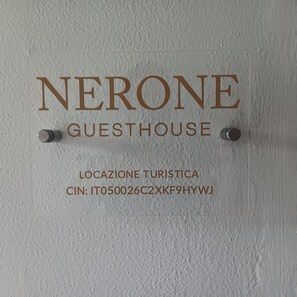 NERONE
GUESTHOUSE
LOCAZIONE TURISTICA
CIN: IT050026C2XKF9HYWJ